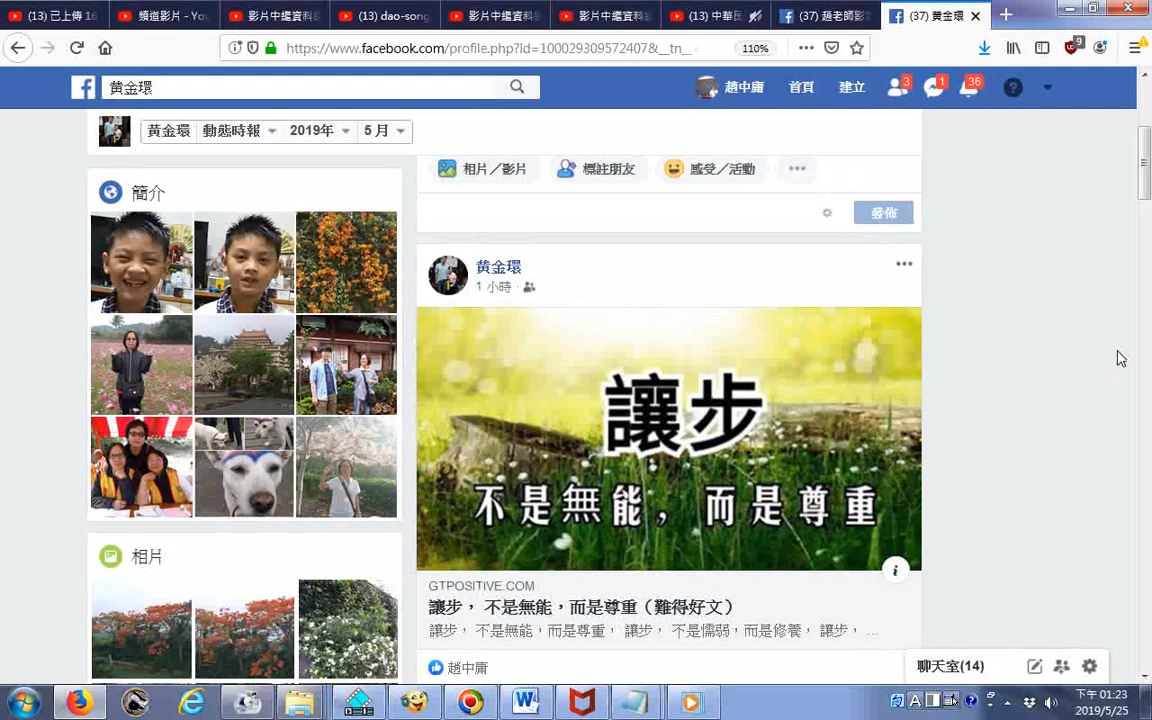 (13) 已上傳 16
頻道影片 - You
影片中繼資料
(13) dao-song
影片中繼資料
影片中繼資料
(13) 中華民
(37) 趙老師影
(37) 黃金環
https://www.facebook.com/profile.php?id=100029309572407&__tn__
110%
9
黃金環
趙中庸
首頁
建立
3
1
36
黃金環
動態時報
2019年
5 月
相片／影片
標註朋友
感受／活動
發佈
簡介
黃金環
1 小時
讓步
不是無能，而是尊重
GTPOSITIVE.COM
讓步， 不是無能，而是尊重（難得好文）
讓步， 不是無能，而是尊重， 讓步， 不是懦弱，而是修養， 讓步， ...
趙中庸
相片
聊天室(14)
下午 01:23
2019/5/25